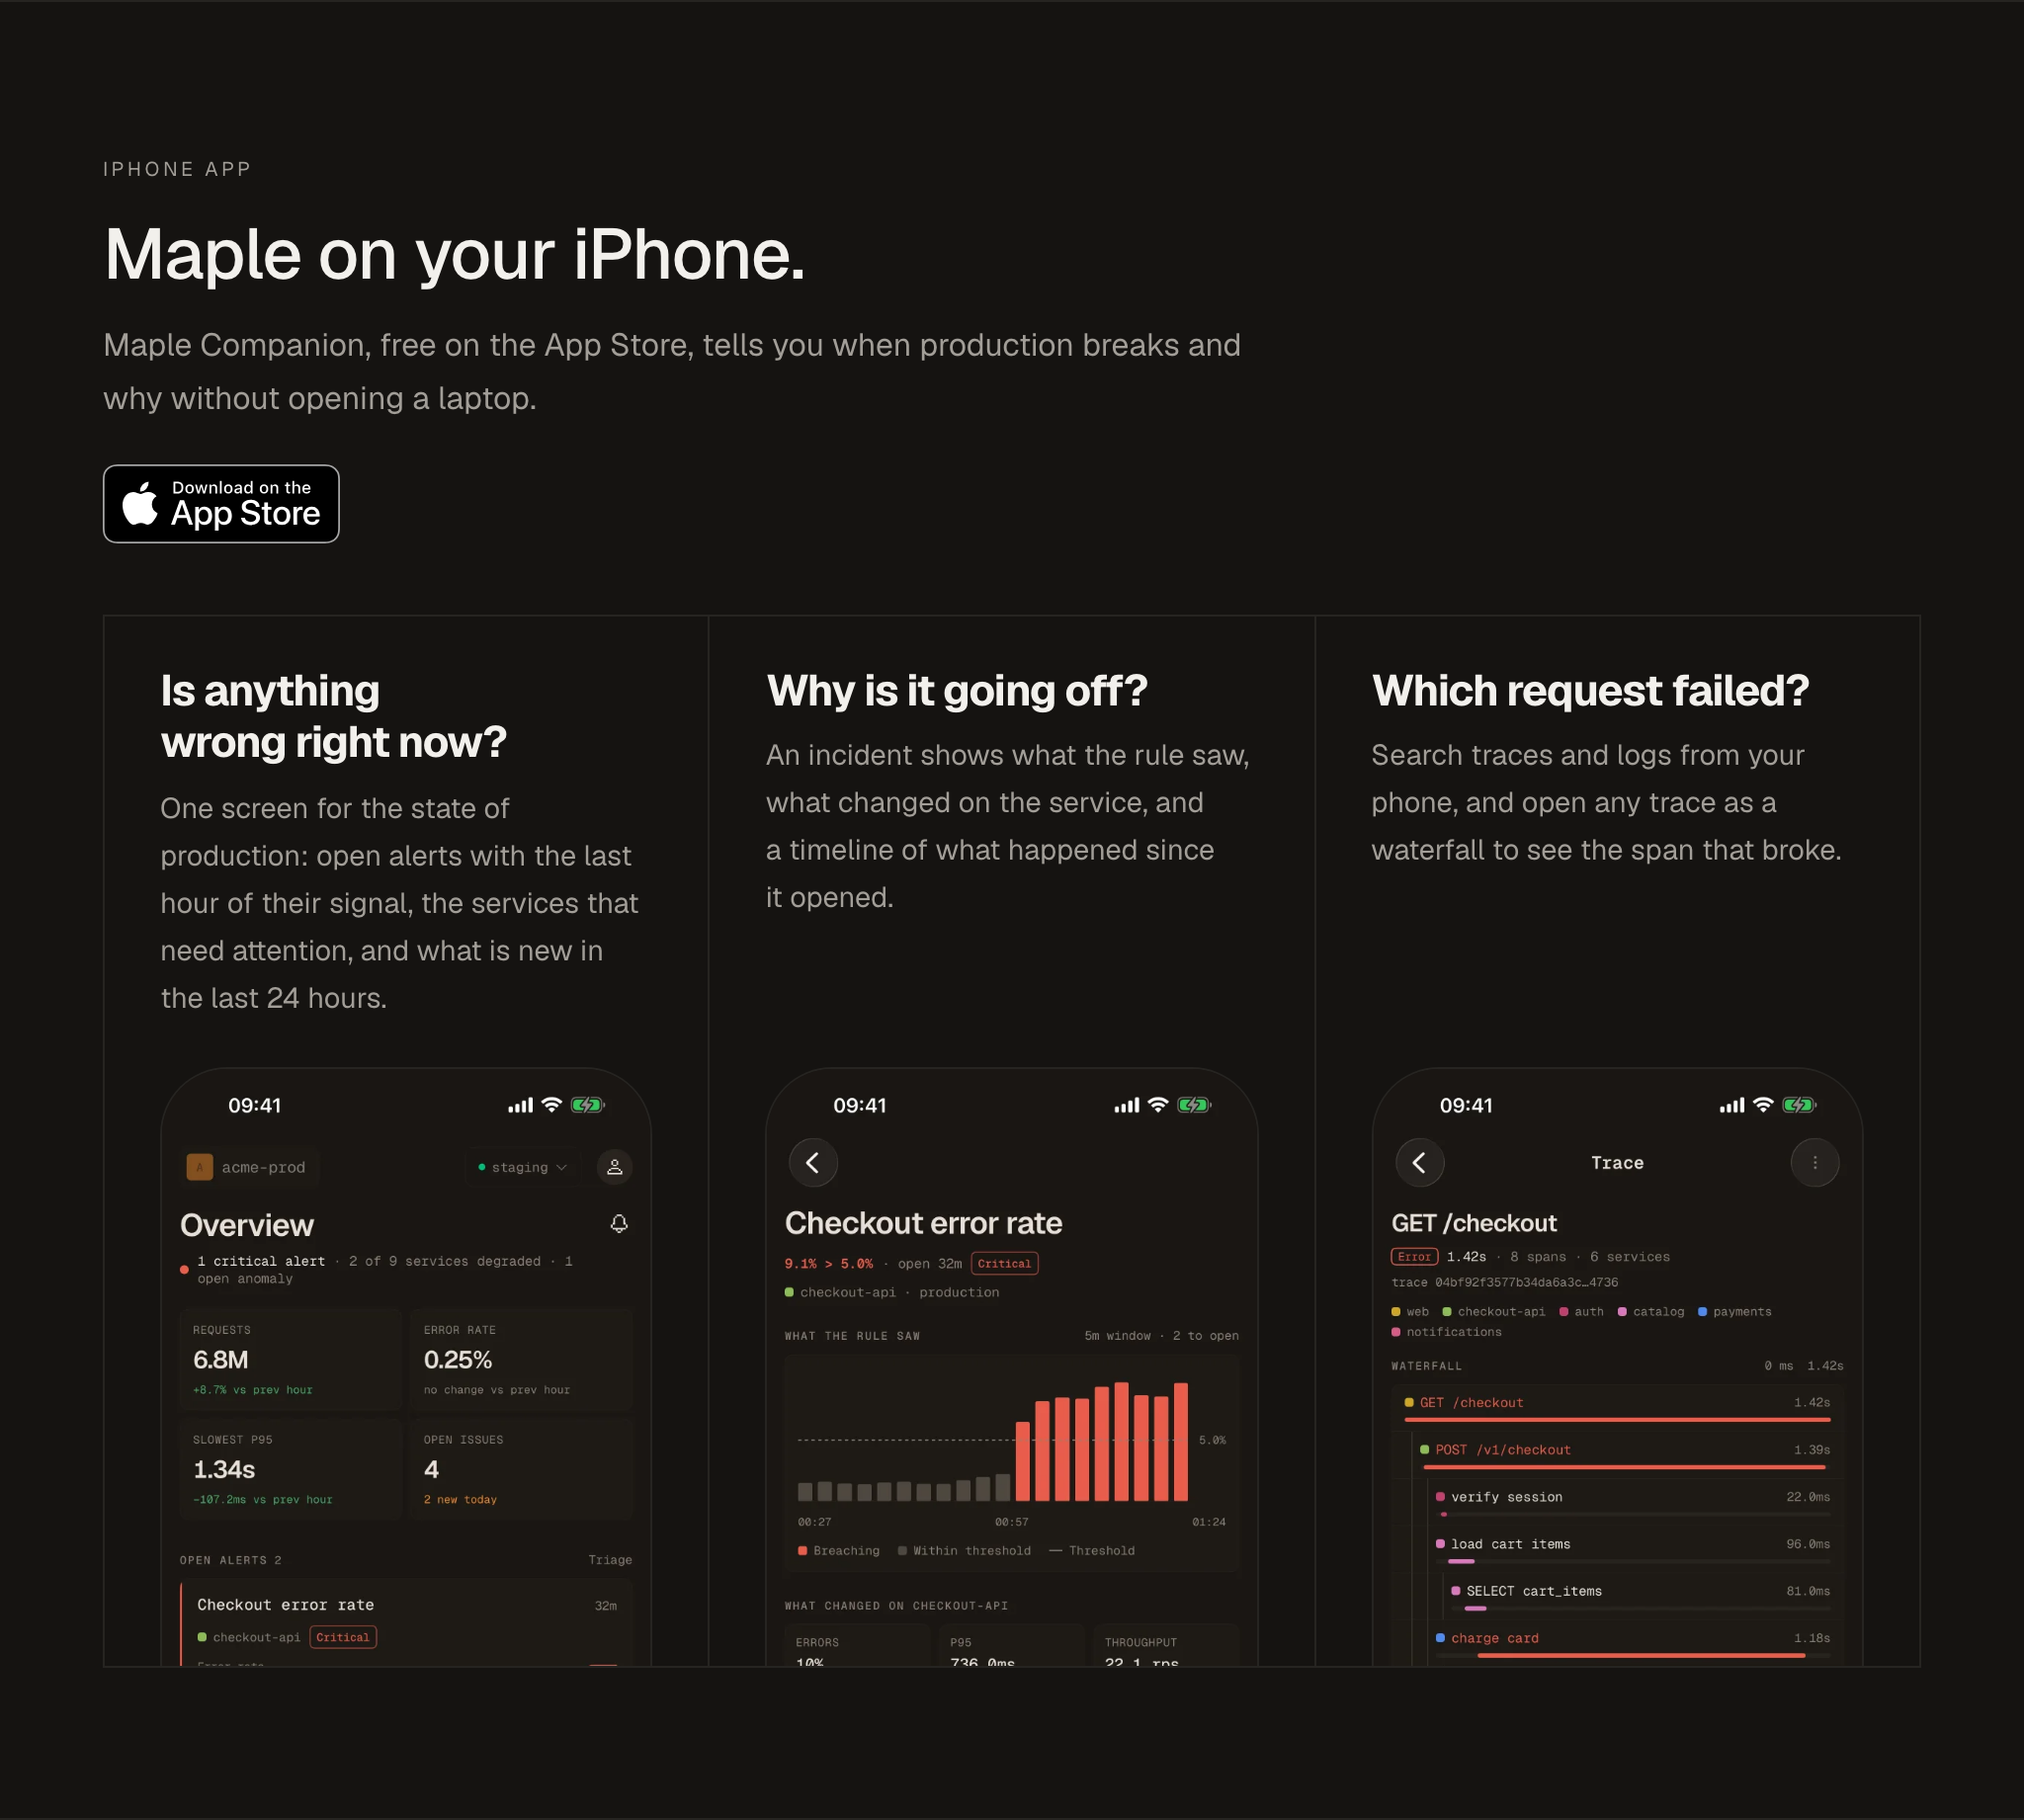 IPHONE APP
Maple on your iPhone.
Maple Companion, free on the App Store, tells you when production breaks and
why without opening a laptop.
Download on the
App Store
Is anything
wrong right now?
One screen for the state of
production: open alerts with the last
hour of their signal, the services that
need attention, and what is new in
the last 24 hours.
09:41
A acme-prod
staging
Overview
1 critical alert · 2 of 9 services degraded · 1
open anomaly
REQUESTS
6.8M
+8.7% vs prev hour
ERROR RATE
0.25%
no change vs prev hour
SLOWEST P95
1.34s
−107.2ms vs prev hour
OPEN ISSUES
4
2 new today
OPEN ALERTS 2
Triage
Checkout error rate
32m
checkout-api
Critical
Why is it going off?
An incident shows what the rule saw,
what changed on the service, and
a timeline of what happened since
it opened.
09:41
Checkout error rate
9.1% > 5.0% · open 32m Critical
checkout-api · production
WHAT THE RULE SAW
5m window · 2 to open
5.0%
00:27
00:57
01:24
Breaching
Within threshold
Threshold
WHAT CHANGED ON CHECKOUT-API
ERRORS
10%
P95
736.0ms
THROUGHPUT
22.1 rps
Which request failed?
Search traces and logs from your
phone, and open any trace as a
waterfall to see the span that broke.
09:41
Trace
GET /checkout
Error 1.42s · 8 spans · 6 services
trace 04bf92f3577b34da6a3c…4736
web checkout-api auth catalog payments
notifications
WATERFALL
0 ms 1.42s
GET /checkout 1.42s
POST /v1/checkout 1.39s
verify session 22.0ms
load cart items 96.0ms
SELECT cart_items 81.0ms
charge card 1.18s